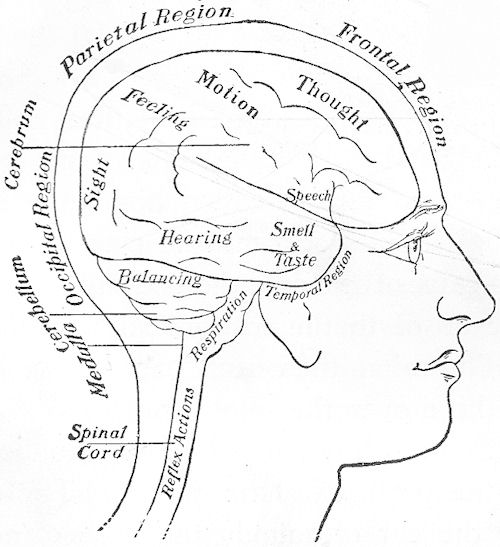 Parietal Region
Frontal Region
Motion
Thought
Feeling
Cerebrum
Sight
Speech
Occipital Region
Hearing
Smell
&
Taste
Balancing
Temporal Region
Cerebellum
Respiration
Medulla
Spinal
Cord
Reflex Actions